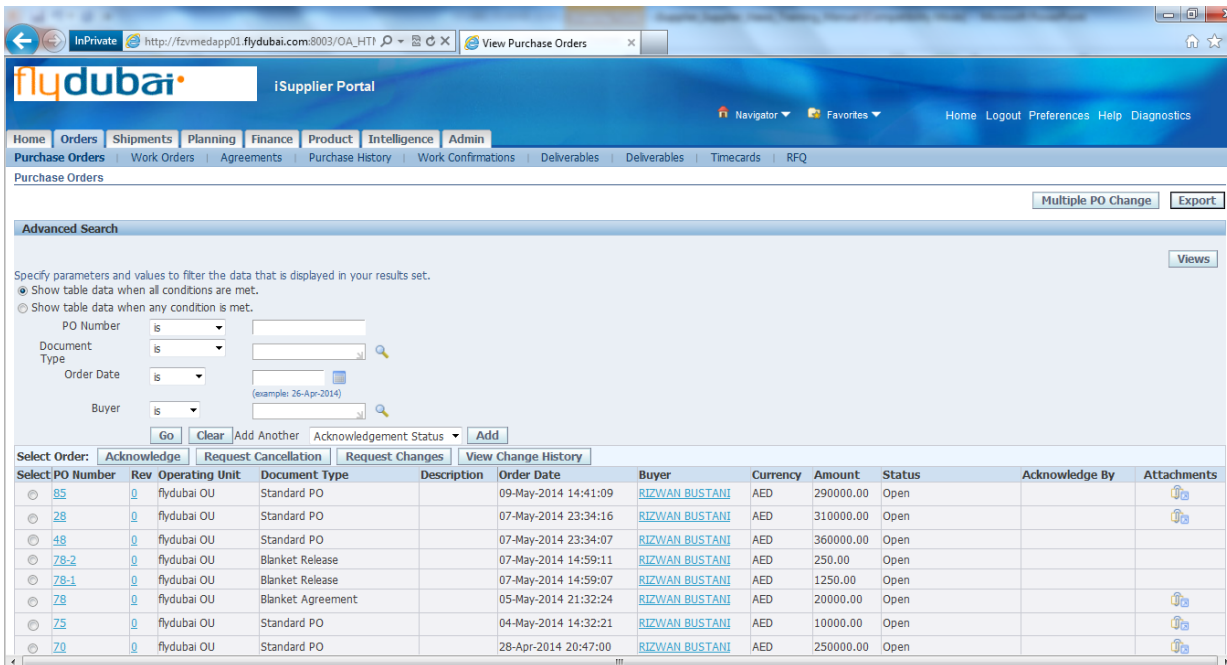 InPrivate http://fzvmedapp01.flydubai.com:8003/OA_HTM View Purchase Orders
flydubai iSupplier Portal
Navigator Favorites Home Logout Preferences Help Diagnostics
Home Orders Shipments Planning Finance Product Intelligence Admin
Purchase Orders | Work Orders | Agreements | Purchase History | Work Confirmations | Deliverables | Deliverables | Timecards | RFQ
Purchase Orders
Multiple PO Change Export
Advanced Search
Views
Specify parameters and values to filter the data that is displayed in your results set.
Show table data when all conditions are met.
Show table data when any condition is met.
PO Number is
Document Type is
Order Date is
(example: 26-Apr-2014)
Buyer is
Go Clear Add Another Acknowledgement Status Add
Select Order: Acknowledge Request Cancellation Request Changes View Change History
Select PO Number Rev Operating Unit Document Type Description Order Date Buyer Currency Amount Status Acknowledge By Attachments
85 0 flydubai OU Standard PO 09-May-2014 14:41:09 RIZWAN BUSTANI AED 290000.00 Open
28 0 flydubai OU Standard PO 07-May-2014 23:34:16 RIZWAN BUSTANI AED 310000.00 Open
48 0 flydubai OU Standard PO 07-May-2014 23:34:07 RIZWAN BUSTANI AED 360000.00 Open
78-2 0 flydubai OU Blanket Release 07-May-2014 14:59:11 RIZWAN BUSTANI AED 250.00 Open
78-1 0 flydubai OU Blanket Release 07-May-2014 14:59:07 RIZWAN BUSTANI AED 1250.00 Open
78 0 flydubai OU Blanket Agreement 05-May-2014 21:32:24 RIZWAN BUSTANI AED 20000.00 Open
75 0 flydubai OU Standard PO 04-May-2014 14:32:21 RIZWAN BUSTANI AED 10000.00 Open
70 0 flydubai OU Standard PO 28-Apr-2014 20:47:00 RIZWAN BUSTANI AED 250000.00 Open